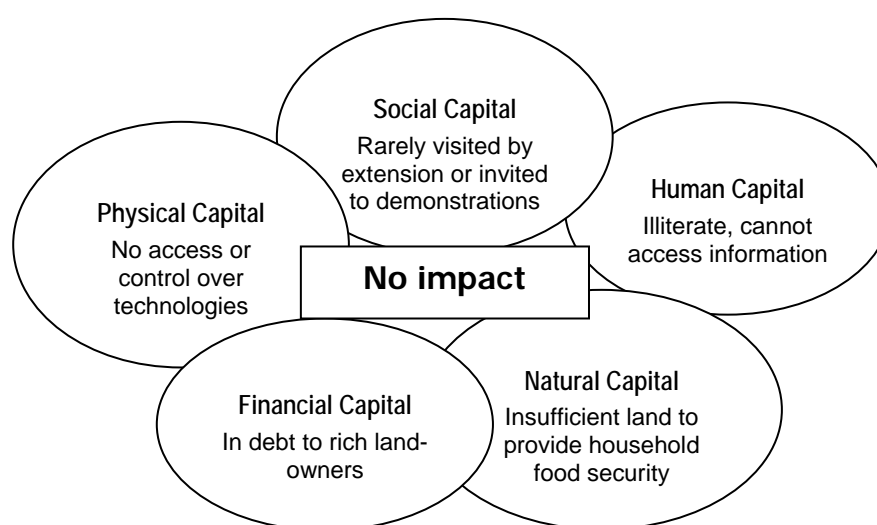 Social Capital
Rarely visited by
extension or invited
to demonstrations
Human Capital
Illiterate, cannot
access information
Physical Capital
No access or
control over
technologies
No impact
Financial Capital
In debt to rich land-
owners
Natural Capital
Insufficient land to
provide household
food security